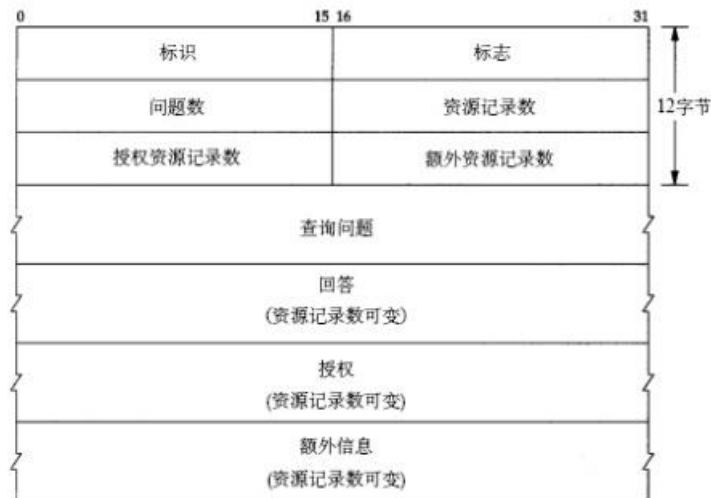 0 15 16 31
标识 标志
问题数 资源记录数 12字节
授权资源记录数 额外资源记录数
查询问题
回答
(资源记录数可变)
授权
(资源记录数可变)
额外信息
(资源记录数可变)